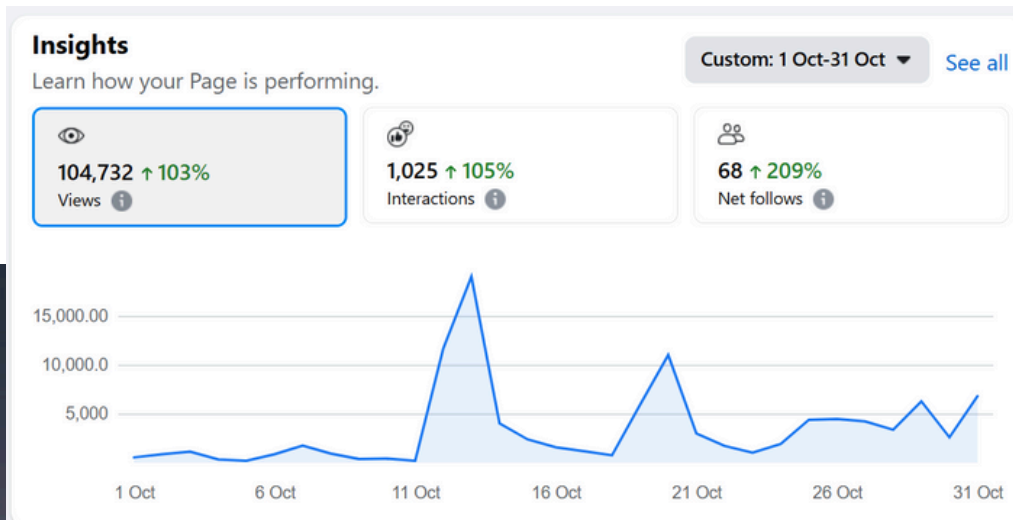 Insights
Learn how your Page is performing.
Custom: 1 Oct-31 Oct
See all
104,732 ↑ 103%
Views
1,025 ↑ 105%
Interactions
68 ↑ 209%
Net follows
15,000.00
10,000.0
5,000
1 Oct
6 Oct
11 Oct
16 Oct
21 Oct
26 Oct
31 Oct